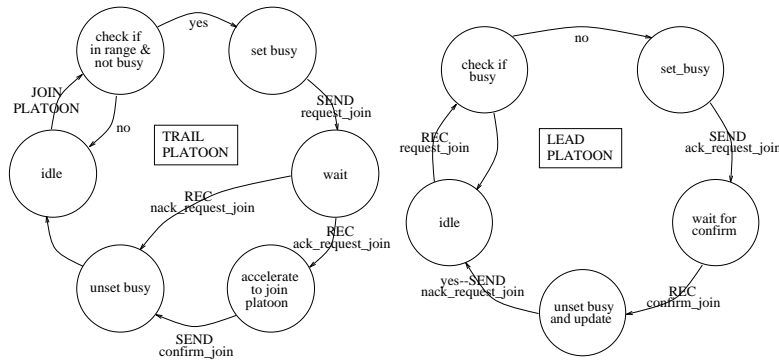 check if
in range &
not busy
yes
set busy
JOIN
PLATOON
no
TRAIL
PLATOON
SEND
request_join
idle
wait
REC
nack_request_join
REC
ack_request_join
unset busy
accelerate
to join
platoon
SEND
confirm_join
check if
busy
no
set_busy
REC
request_join
LEAD
PLATOON
SEND
ack_request_join
idle
wait for
confirm
yes--SEND
nack_request_join
REC
confirm_join
unset busy
and update